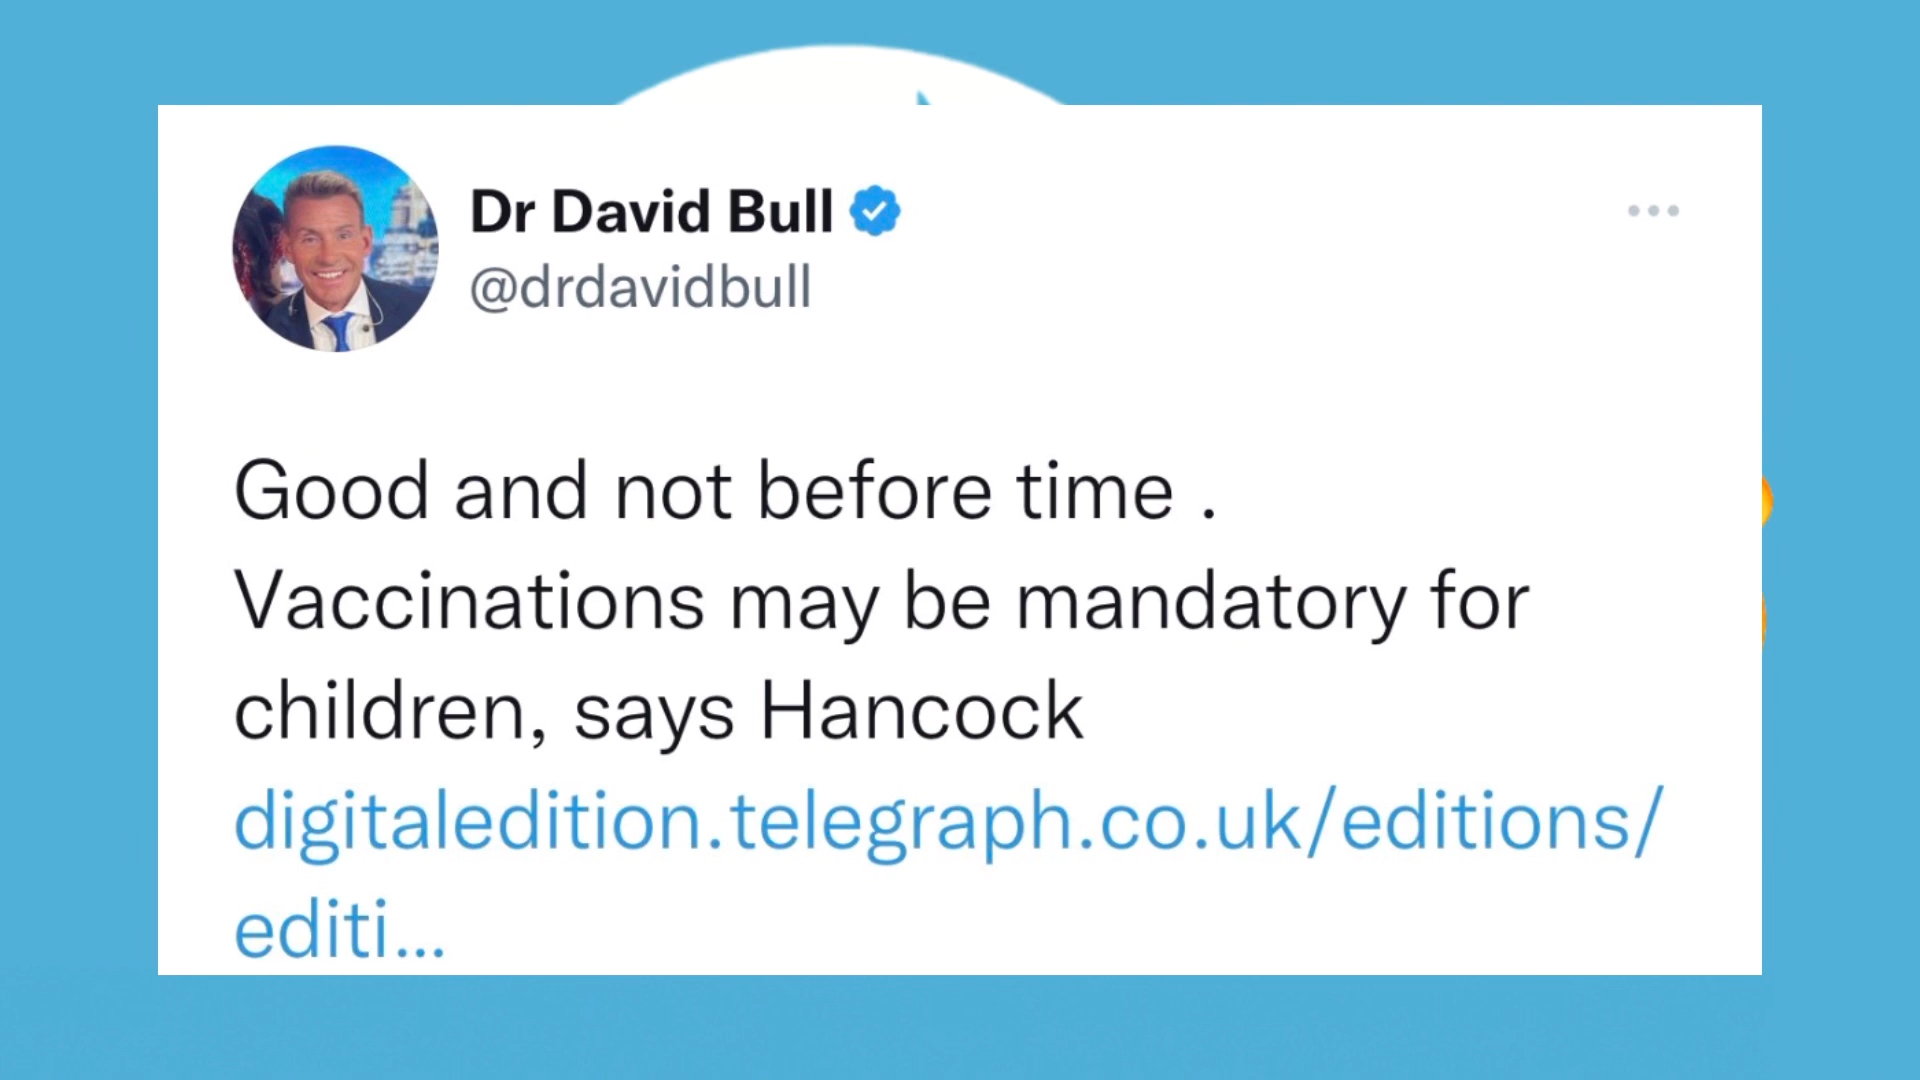 Dr David Bull
@drdavidbull
Good and not before time .
Vaccinations may be mandatory for
children, says Hancock
digitaledition.telegraph.co.uk/editions/
editi...